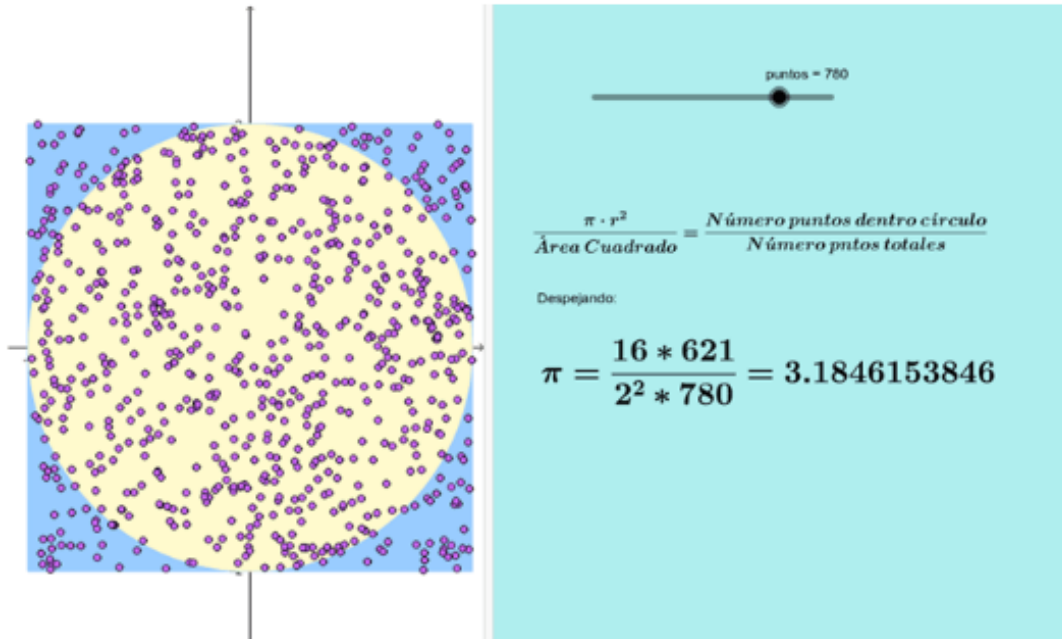 puntos = 780
π · r² / Área Cuadrado = Número puntos dentro círculo / Número pntos totales
Despejando:
π = 16 * 621 / 2² * 780 = 3.1846153846